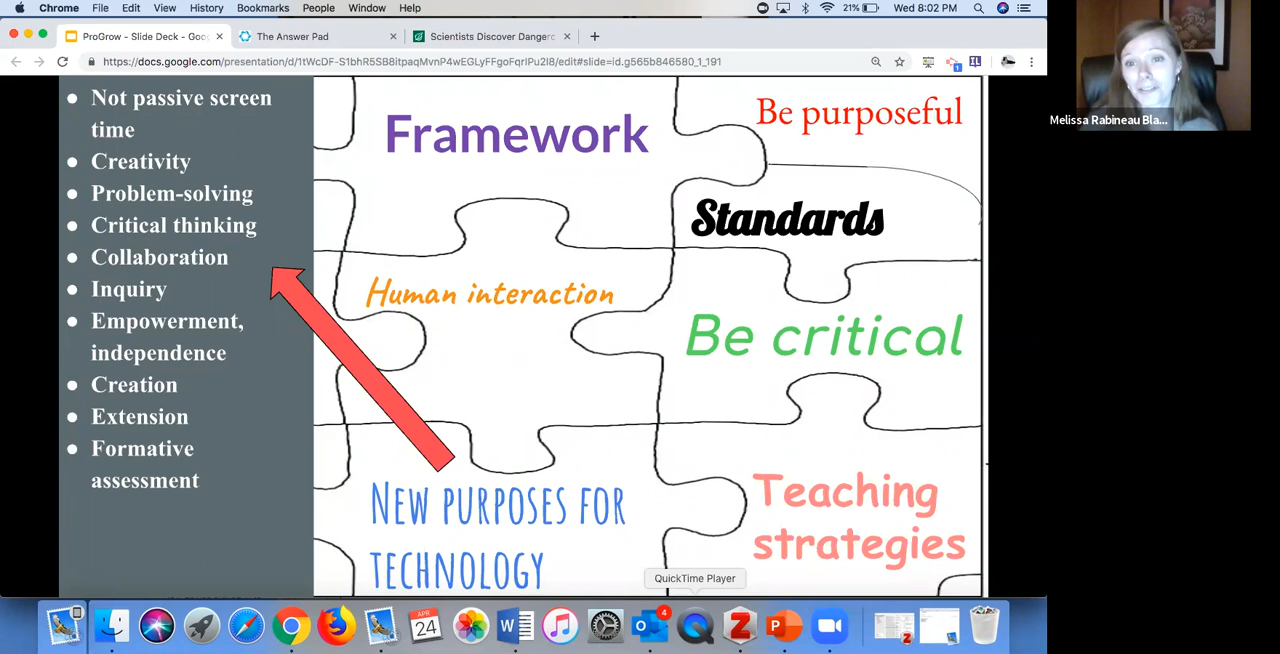 Chrome File Edit View History Bookmarks People Window Help 21% Wed 8:02 PM
ProGrow - Slide Deck - Goo The Answer Pad Scientists Discover Dangero
https://docs.google.com/presentation/d/1tWcDF-S1bhR5SB8itpaqMvnP4wEGLyFFgoFqrlPu2I8/edit#slide=id.g565b846580_1_191
Melissa Rabineau Bla...
Not passive screen
time
Creativity
Problem-solving
Critical thinking
Collaboration
Inquiry
Empowerment,
independence
Creation
Extension
Formative
assessment
Framework
Be purposeful
Standards
Human interaction
Be critical
New purposes for
technology
Teaching
strategies
QuickTime Player
APR
24
4